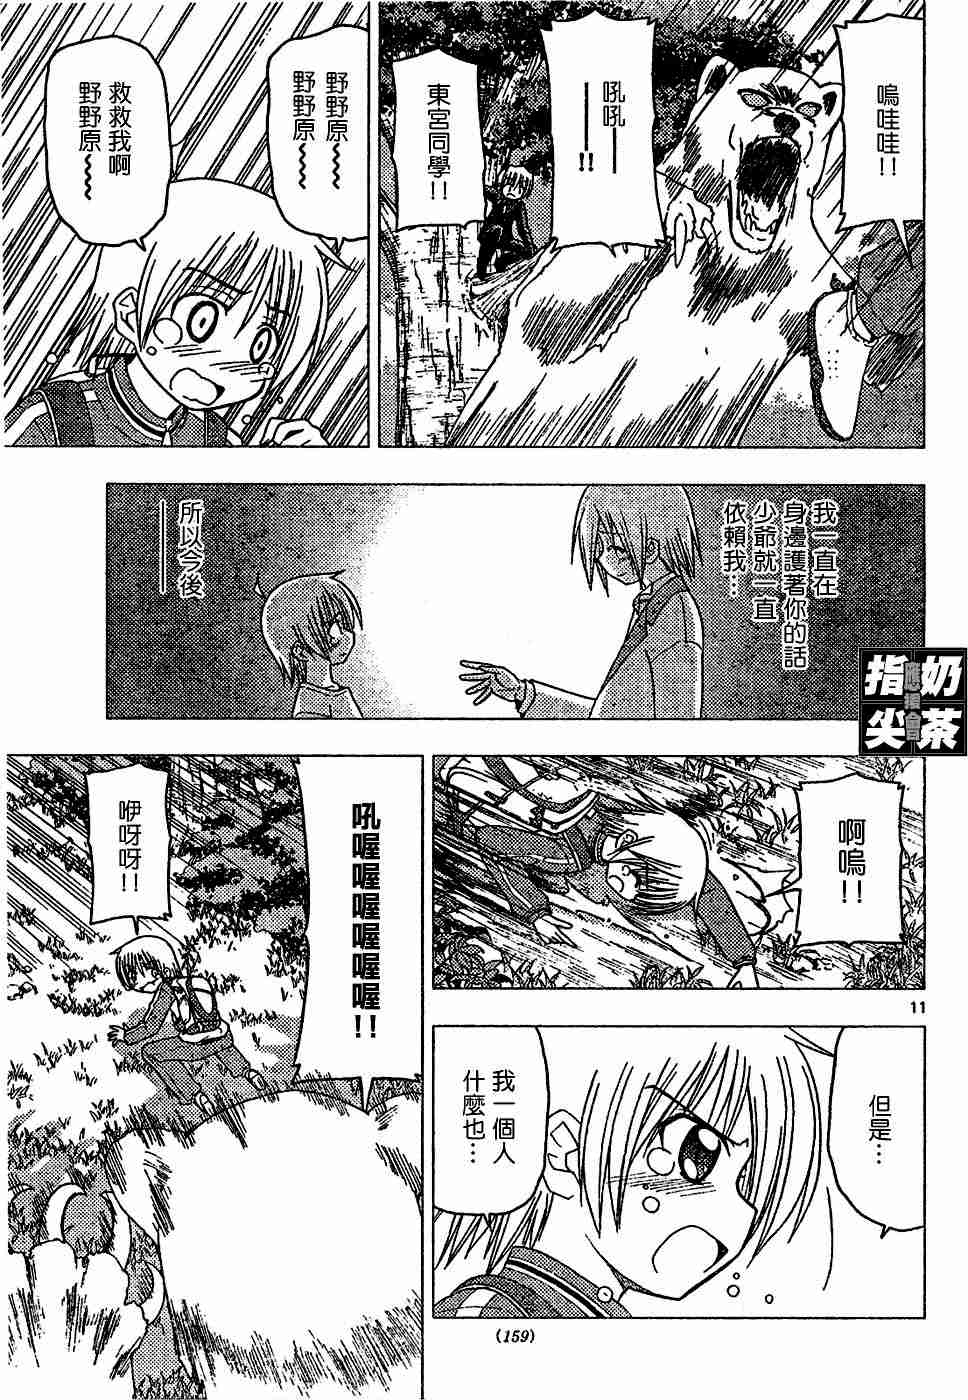 嗚哇哇!!
吼吼──!!
東宮同學!!
野野原～
野野原～
救救我啊
野野原～
我一直在
身邊護著你的話
少爺就一直
依賴我…
所以今後
──
奶茶
應指會
指尖
啊嗚!!
11
但是…
我一個人
什麼也…
吼喔喔喔喔喔喔!!
咿呀呀!!
(159)